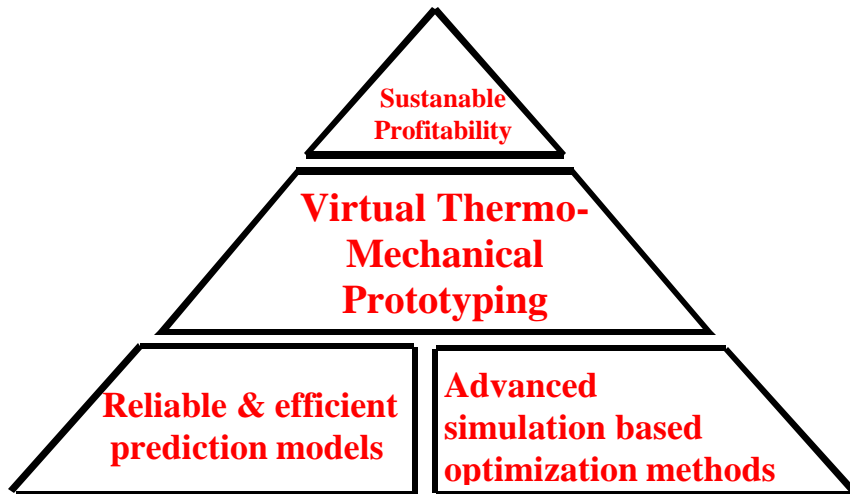 Sustanable
Profitability
Virtual Thermo-
Mechanical
Prototyping
Reliable & efficient
prediction models
Advanced
simulation based
optimization methods